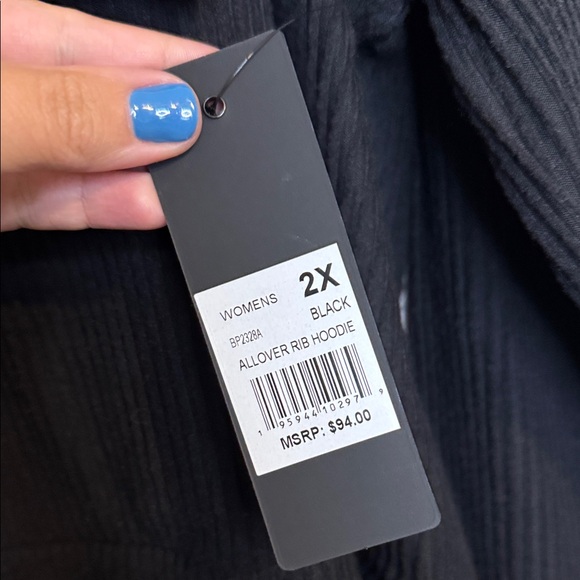 WOMENS 2X
BP2328A BLACK
ALLOVER RIB HOODIE
1 95944 10297 9
MSRP: $94.00